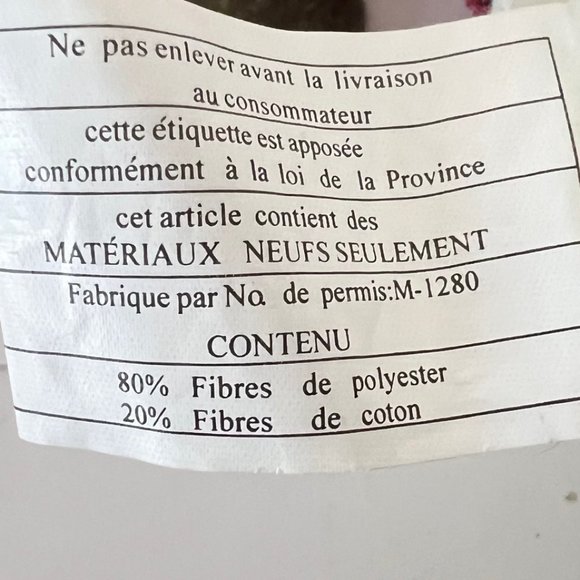 Ne pas enlever avant la livraison
au consommateur
cette étiquette est apposée
conformément à la loi de la Province
cet article contient des
MATÉRIAUX NEUFS SEULEMENT
Fabrique par No. de permis:M-1280
CONTENU
80% Fibres de polyester
20% Fibres de coton